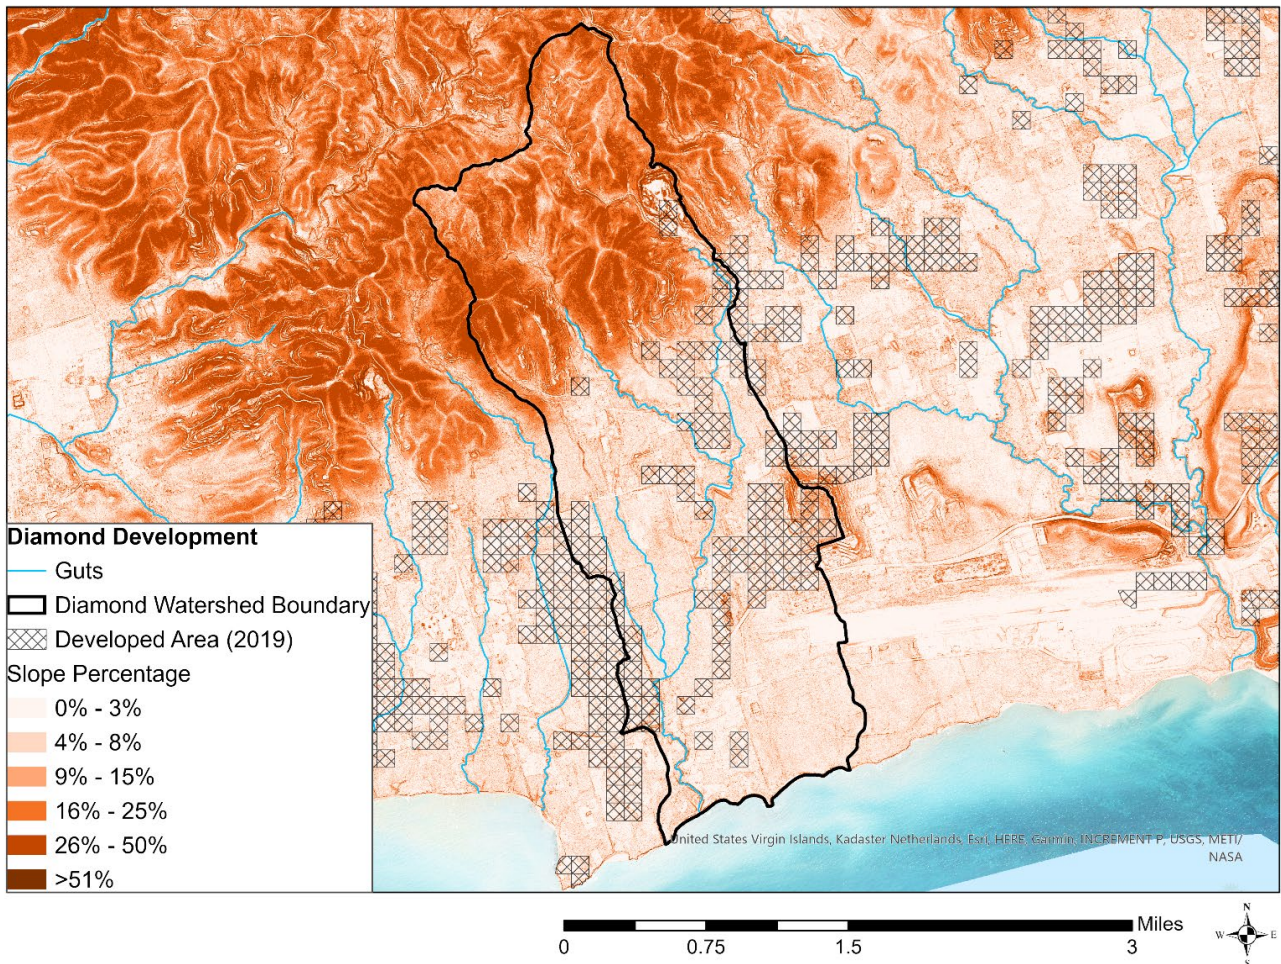 Diamond Development
Guts
Diamond Watershed Boundary
Developed Area (2019)
Slope Percentage
0% - 3%
4% - 8%
9% - 15%
16% - 25%
26% - 50%
>51%
United States Virgin Islands, Kadaster Netherlands, Esri, HERE, Garmin, INCREMENT P, USGS, METI/
NASA
Miles
0 0.75 1.5 3
N
W E
S